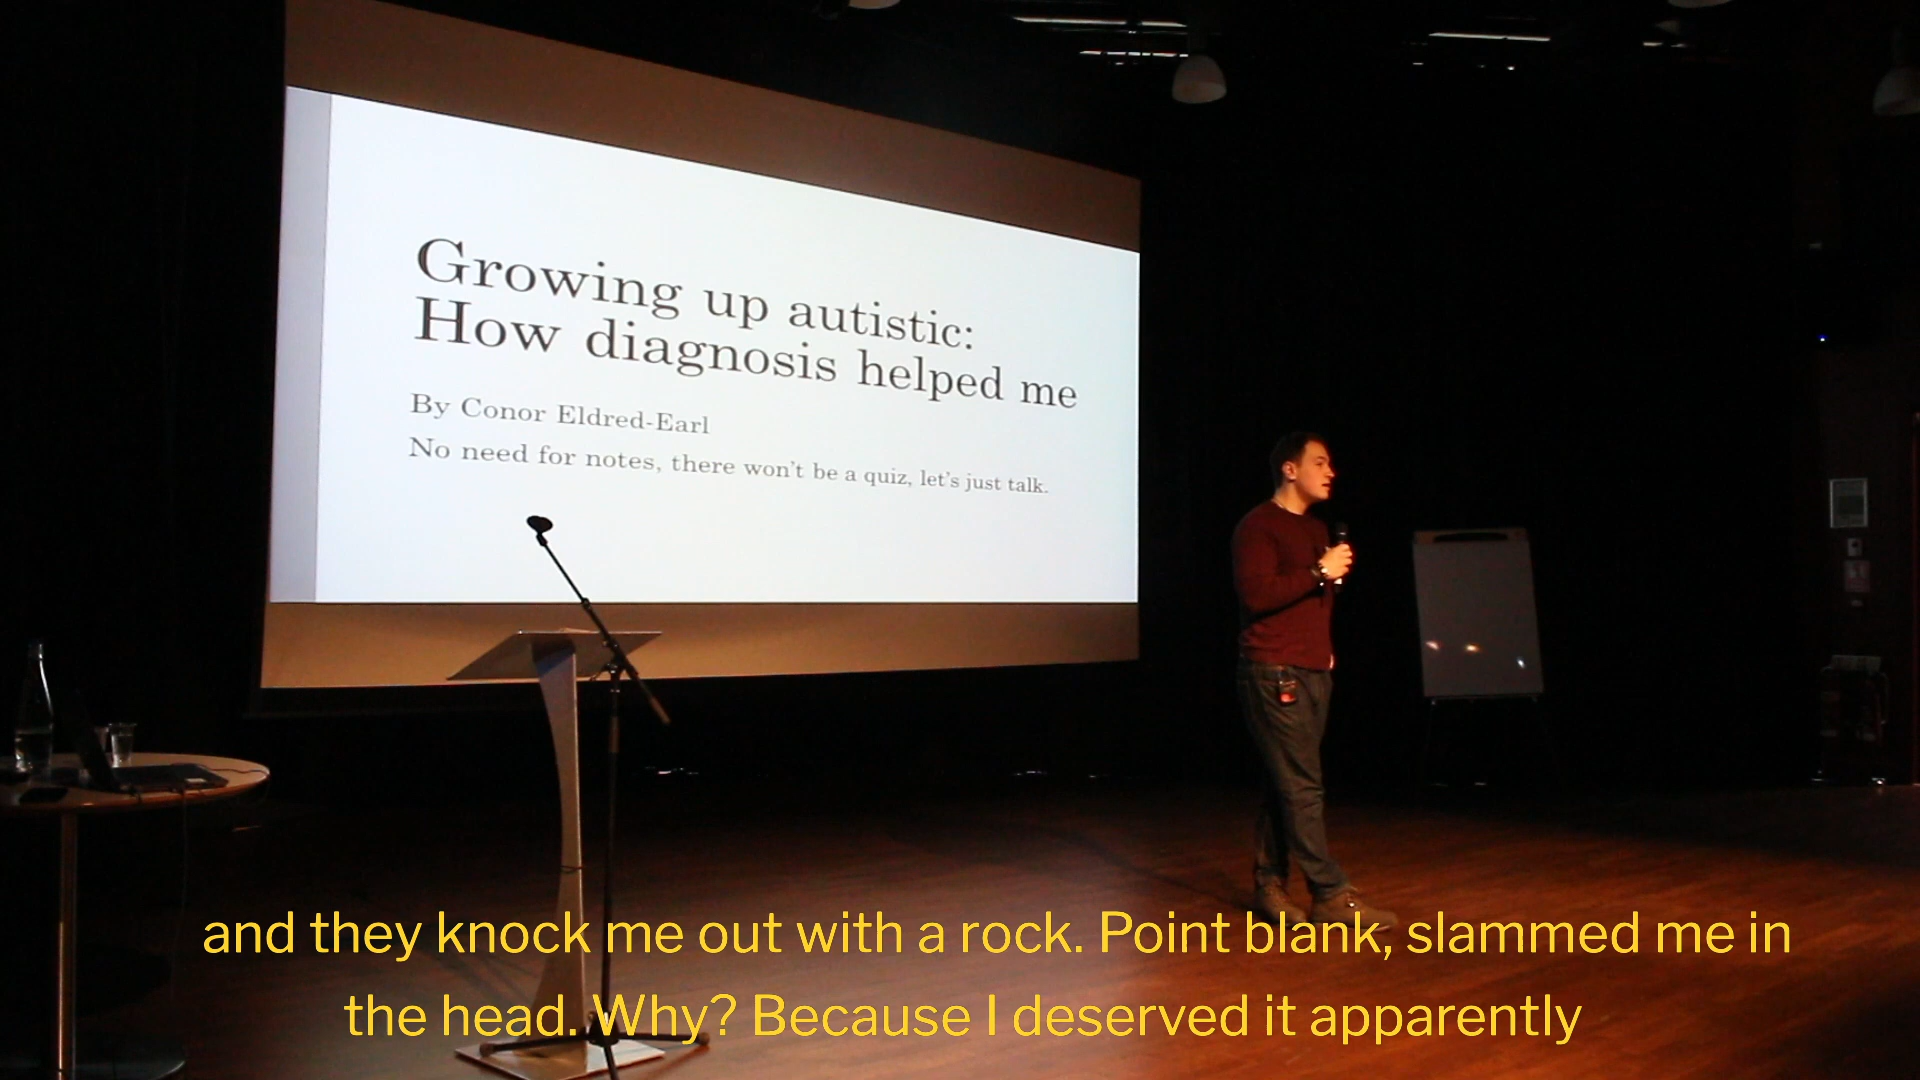 Growing up autistic:
How diagnosis helped me
By Conor Eldred-Earl
No need for notes, there won't be a quiz, let's just talk.
and they knock me out with a rock. Point blank, slammed me in
the head. Why? Because I deserved it apparently